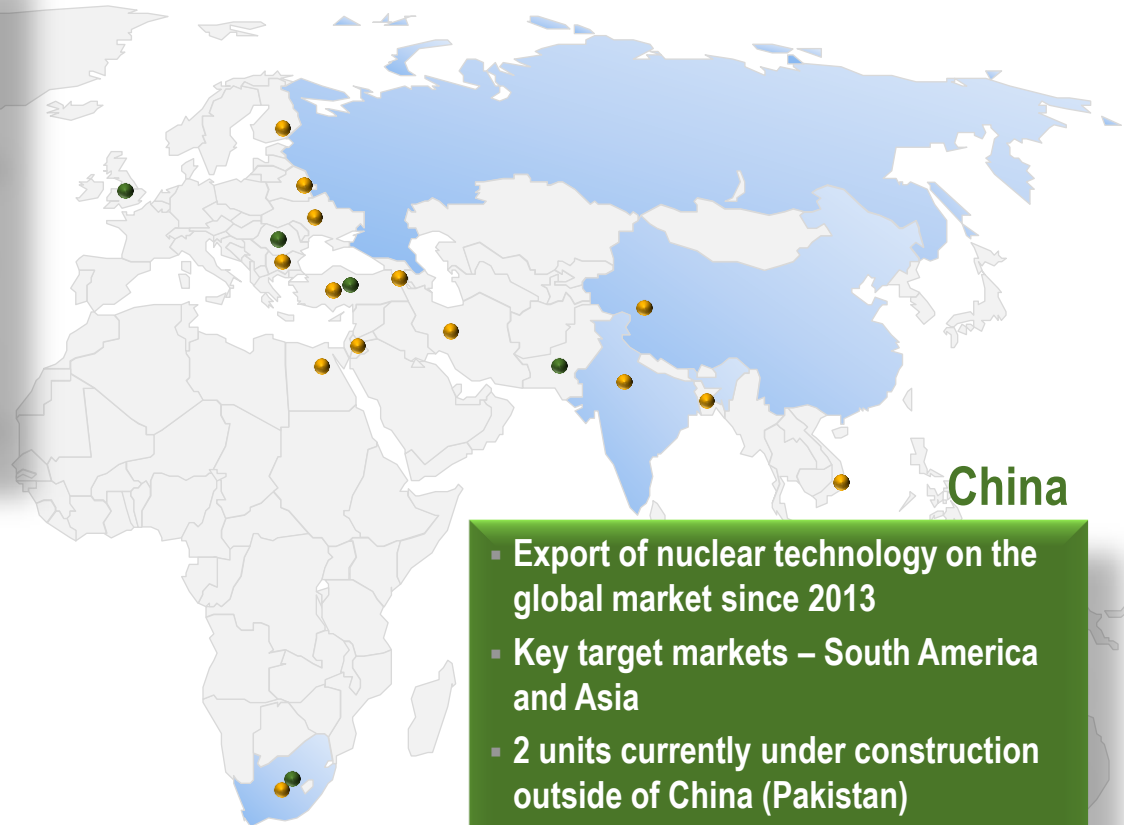 China
Export of nuclear technology on the
global market since 2013
Key target markets – South America
and Asia
2 units currently under construction
outside of China (Pakistan)